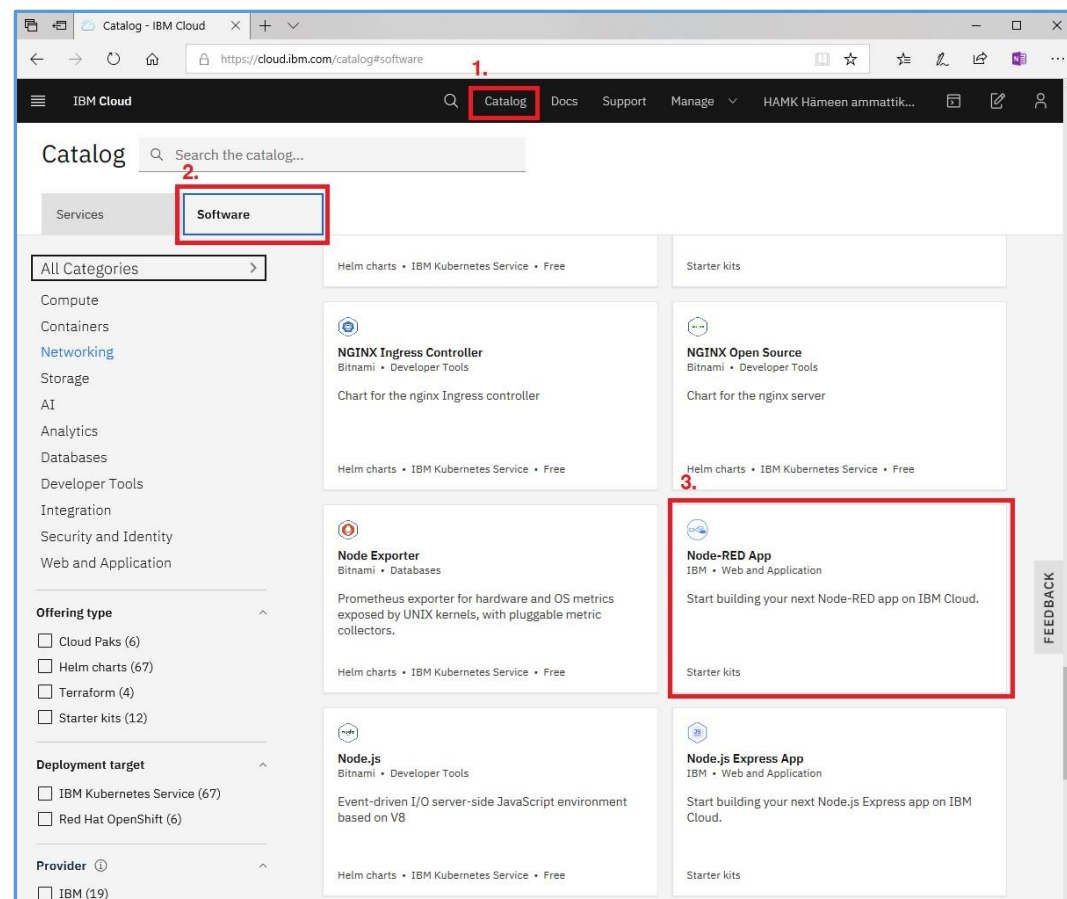 Catalog - IBM Cloud
https://cloud.ibm.com/catalog#software
1.
IBM Cloud
Catalog
Docs
Support
Manage
HAMK Hämeen ammattik...
Catalog
Search the catalog...
2.
Services
Software
All Categories
Compute
Containers
Networking
Storage
AI
Analytics
Databases
Developer Tools
Integration
Security and Identity
Web and Application
Offering type
Cloud Paks (6)
Helm charts (67)
Terraform (4)
Starter kits (12)
Deployment target
IBM Kubernetes Service (67)
Red Hat OpenShift (6)
Provider
IBM (19)
Helm charts • IBM Kubernetes Service • Free
Starter kits
NGINX Ingress Controller
Bitnami • Developer Tools
Chart for the nginx Ingress controller
Helm charts • IBM Kubernetes Service • Free
NGINX Open Source
Bitnami • Developer Tools
Chart for the nginx server
Helm charts • IBM Kubernetes Service • Free
3.
Node Exporter
Bitnami • Databases
Prometheus exporter for hardware and OS metrics
exposed by UNIX kernels, with pluggable metric
collectors.
Helm charts • IBM Kubernetes Service • Free
Node-RED App
IBM • Web and Application
Start building your next Node-RED app on IBM Cloud.
Starter kits
Node.js
Bitnami • Developer Tools
Event-driven I/O server-side JavaScript environment
based on V8
Helm charts • IBM Kubernetes Service • Free
JS
Node.js Express App
IBM • Web and Application
Start building your next Node.js Express app on IBM
Cloud.
Starter kits
FEEDBACK